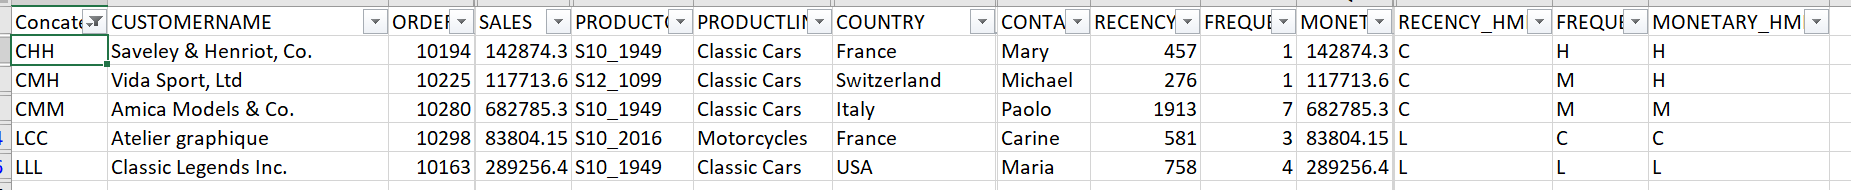 Concate CUSTOMERNAME ORDEF SALES PRODUCT( PRODUCTLIN COUNTRY CONTA RECENCY FREQUE MONET RECENCY_HM FREQUE MONETARY_HM
CHH Saveley & Henriot, Co. 10194 142874.3 S10_1949 Classic Cars France Mary 457 1 142874.3 C H H
CMH Vida Sport, Ltd 10225 117713.6 S12_1099 Classic Cars Switzerland Michael 276 1 117713.6 C M H
CMM Amica Models & Co. 10280 682785.3 S10_1949 Classic Cars Italy Paolo 1913 7 682785.3 C M M
LCC Atelier graphique 10298 83804.15 S10_2016 Motorcycles France Carine 581 3 83804.15 L C C
LLL Classic Legends Inc. 10163 289256.4 S10_1949 Classic Cars USA Maria 758 4 289256.4 L L L